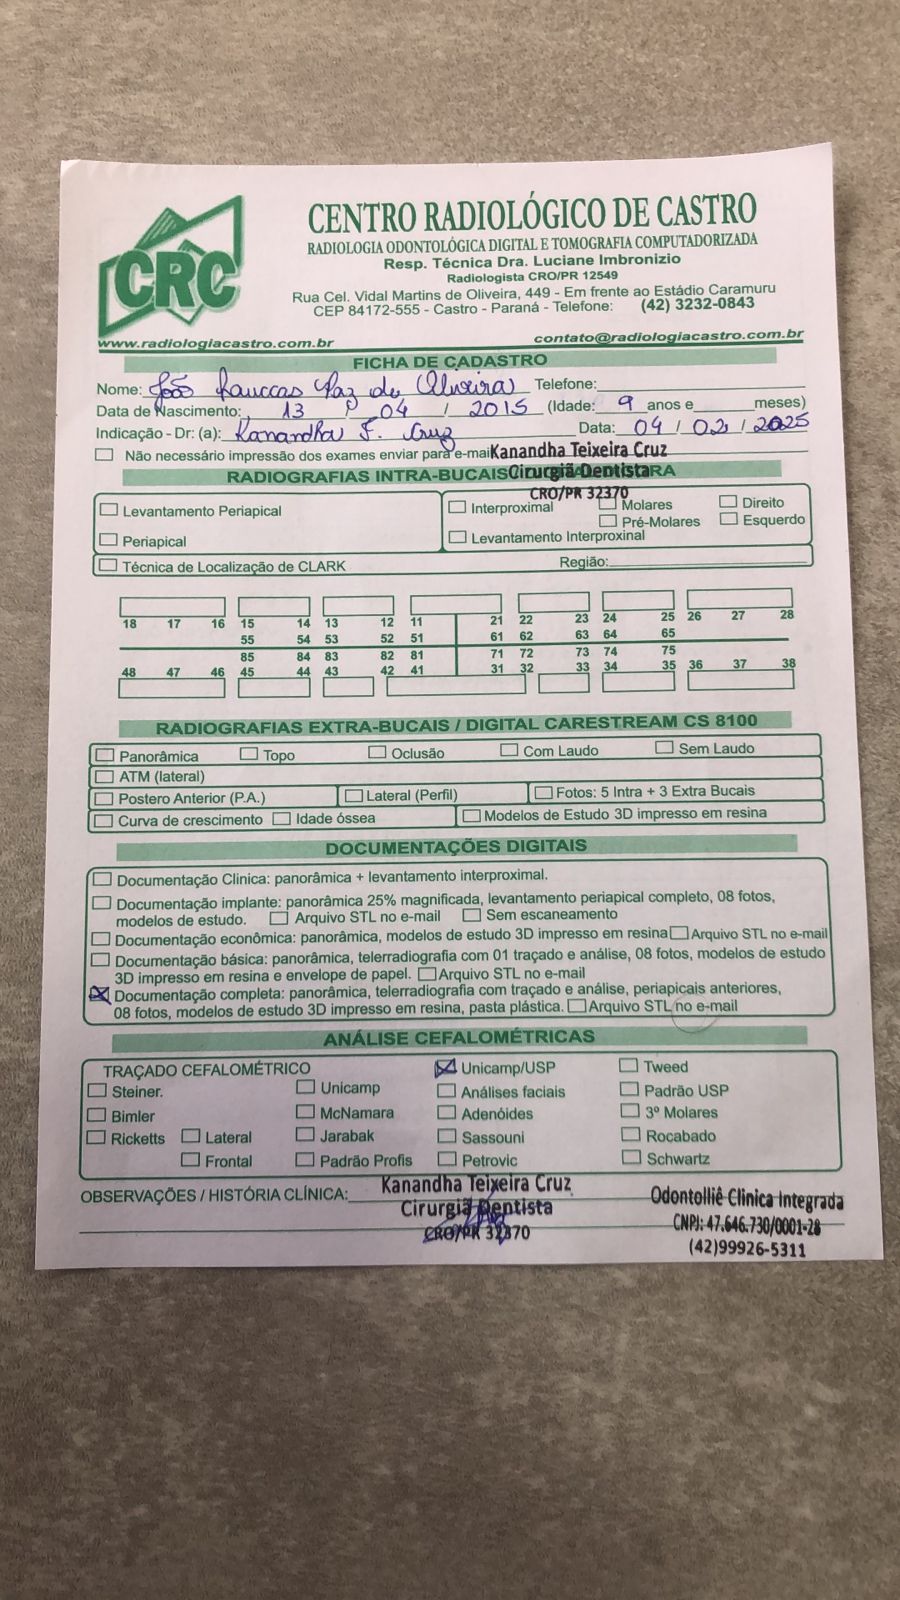 CRC
CENTRO RADIOLÓGICO DE CASTRO
RADIOLOGIA ODONTOLÓGICA DIGITAL E TOMOGRAFIA COMPUTADORIZADA
Resp. Técnica Dra. Luciane Imbronizio
Radiologista CRO/PR 12549
Rua Cel. Vidal Martins de Oliveira, 449 - Em frente ao Estádio Caramuru
CEP 84172-555 - Castro - Paraná - Telefone: (42) 3232-0843
www.radiologiacastro.com.br contato@radiologiacastro.com.br
FICHA DE CADASTRO
Nome: João Lauccas Paz de Oliveira Telefone:
Data de Nascimento: 13 / 04 / 2015 (Idade: 9 anos e meses)
Indicação - Dr: (a): Kanandha T. Cruz Data: 04 / 02 / 2025
Não necessário impressão dos exames enviar para e-mail Kanandha Teixeira Cruz
RADIOGRAFIAS INTRA-BUCAIS Cirurgiã Dentista
CRO/PR 32370
Levantamento Periapical Interproximal Molares Direito
Pré-Molares Esquerdo
Periapical Levantamento Interproxinal
Técnica de Localização de CLARK Região:
18 17 16 15 14 13 12 11 21 22 23 24 25 26 27 28
55 54 53 52 51 61 62 63 64 65
85 84 83 82 81 71 72 73 74 75
48 47 46 45 44 43 42 41 31 32 33 34 35 36 37 38
RADIOGRAFIAS EXTRA-BUCAIS / DIGITAL CARESTREAM CS 8100
Panorâmica Topo Oclusão Com Laudo Sem Laudo
ATM (lateral)
Postero Anterior (P.A.) Lateral (Perfil) Fotos: 5 Intra + 3 Extra Bucais
Curva de crescimento Idade óssea Modelos de Estudo 3D impresso em resina
DOCUMENTAÇÕES DIGITAIS
Documentação Clinica: panorâmica + levantamento interproximal.
Documentação implante: panorâmica 25% magnificada, levantamento periapical completo, 08 fotos,
modelos de estudo. Arquivo STL no e-mail Sem escaneamento
Documentação econômica: panorâmica, modelos de estudo 3D impresso em resina Arquivo STL no e-mail
Documentação básica: panorâmica, telerradiografia com 01 traçado e análise, 08 fotos, modelos de estudo
3D impresso em resina e envelope de papel. Arquivo STL no e-mail
Documentação completa: panorâmica, telerradiografia com traçado e análise, periapicais anteriores,
08 fotos, modelos de estudo 3D impresso em resina, pasta plástica. Arquivo STL no e-mail
ANÁLISE CEFALOMÉTRICAS
TRAÇADO CEFALOMÉTRICO Unicamp/USP Tweed
Steiner. Unicamp Análises faciais Padrão USP
Bimler McNamara Adenóides 3º Molares
Ricketts Lateral Jarabak Sassouni Rocabado
Frontal Padrão Profis Petrovic Schwartz
OBSERVAÇÕES / HISTÓRIA CLÍNICA: Kanandha Teixeira Cruz
Cirurgiã Dentista
CRO/PR 32370
Odontolliê Clinica Integrada
CNPJ: 47.646.730/0001-28
(42)99926-5311